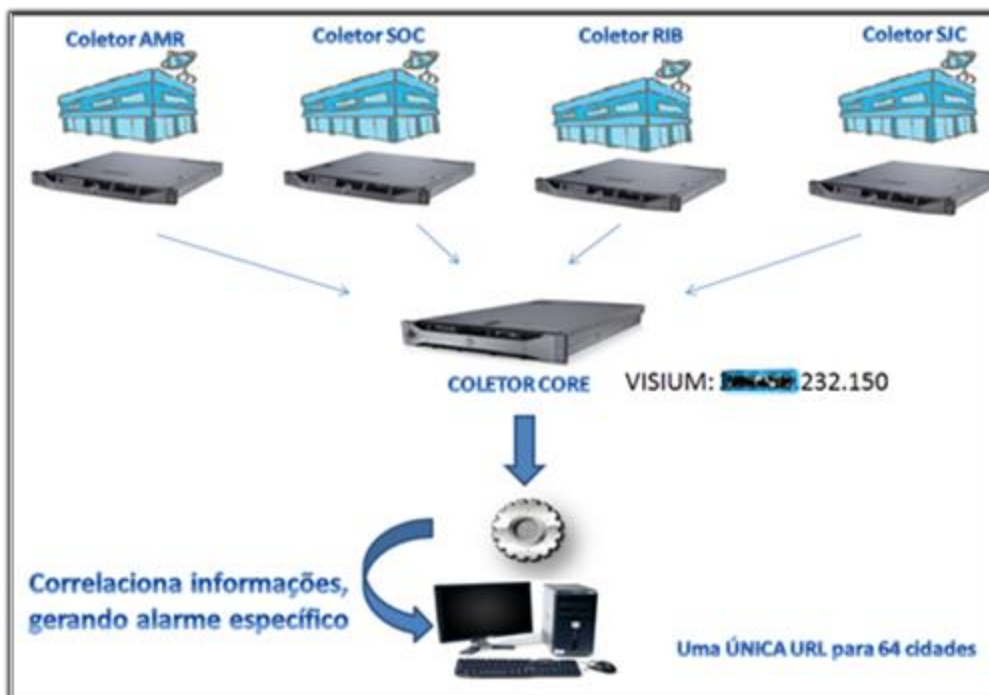 Coletor AMR
Coletor SOC
Coletor RIB
Coletor SJC
COLETOR CORE
VISIUM: .232.150
Correlaciona informações,
gerando alarme específico
Uma ÚNICA URL para 64 cidades